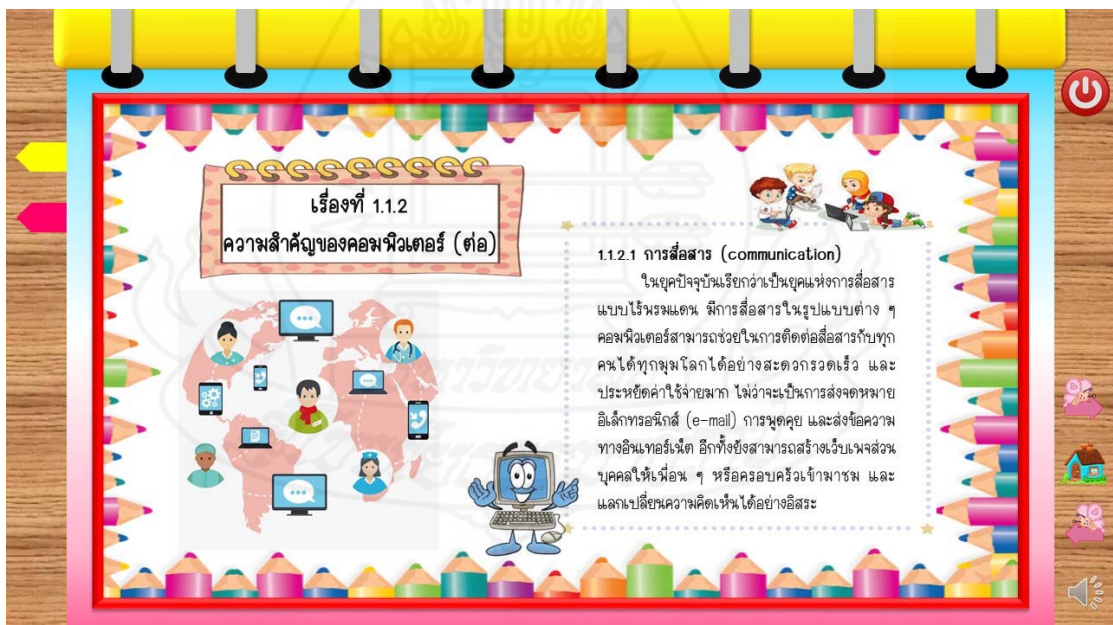 เรื่องที่ 1.1.2
ความสำคัญของคอมพิวเตอร์ (ต่อ)
1.1.2.1 การสื่อสาร (communication)
ในยุคปัจจุบันเรียกว่าเป็นยุคแห่งการสื่อสาร
แบบไร้พรมแดน มีการสื่อสารในรูปแบบต่าง ๆ
คอมพิวเตอร์สามารถช่วยในการติดต่อสื่อสารกับทุก
คนได้ทุกมุมโลกได้อย่างสะดวกรวดเร็ว และ
ประหยัดค่าใช้จ่ายมาก ไม่ว่าจะเป็นการส่งจดหมาย
อิเล็กทรอนิกส์ (e-mail) การพูดคุย และส่งข้อความ
ทางอินเทอร์เน็ต อีกทั้งยังสามารถสร้างเว็บเพจส่วน
บุคคลให้เพื่อน ๆ หรือครอบครัวเข้ามาชม และ
แลกเปลี่ยนความคิดเห็นได้อย่างอิสระ